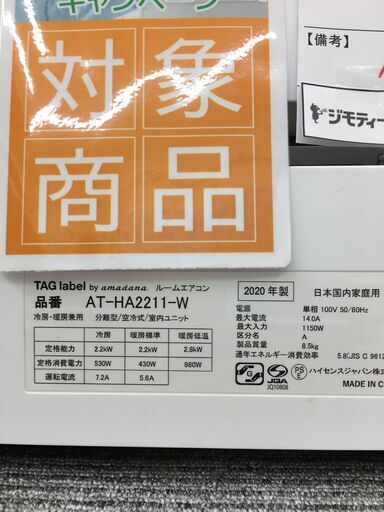 キャンペーン
対象
商品
【備考】
ジモティー
TAG label by amadana ルームエアコン
品番 AT-HA2211-W
冷房・暖房兼用 分離型/空冷式/室内ユニット
冷房 暖房標準 暖房低温
定格能力 2.2kW 2.2kW 2.8kW
定格消費電力 530W 430W 980W
運転電流 7.2A 5.6A
2020年製 日本国内家庭用
電源 単相 100V 50/60Hz
最大電流 14.0A
最大入力 1150W
区分名 A
製品質量 8.5kg
通年エネルギー消費効率 5.8(JIS C 9612
JQA
JQ10808
PS
E
ハイセンスジャパン株式
MADE IN C